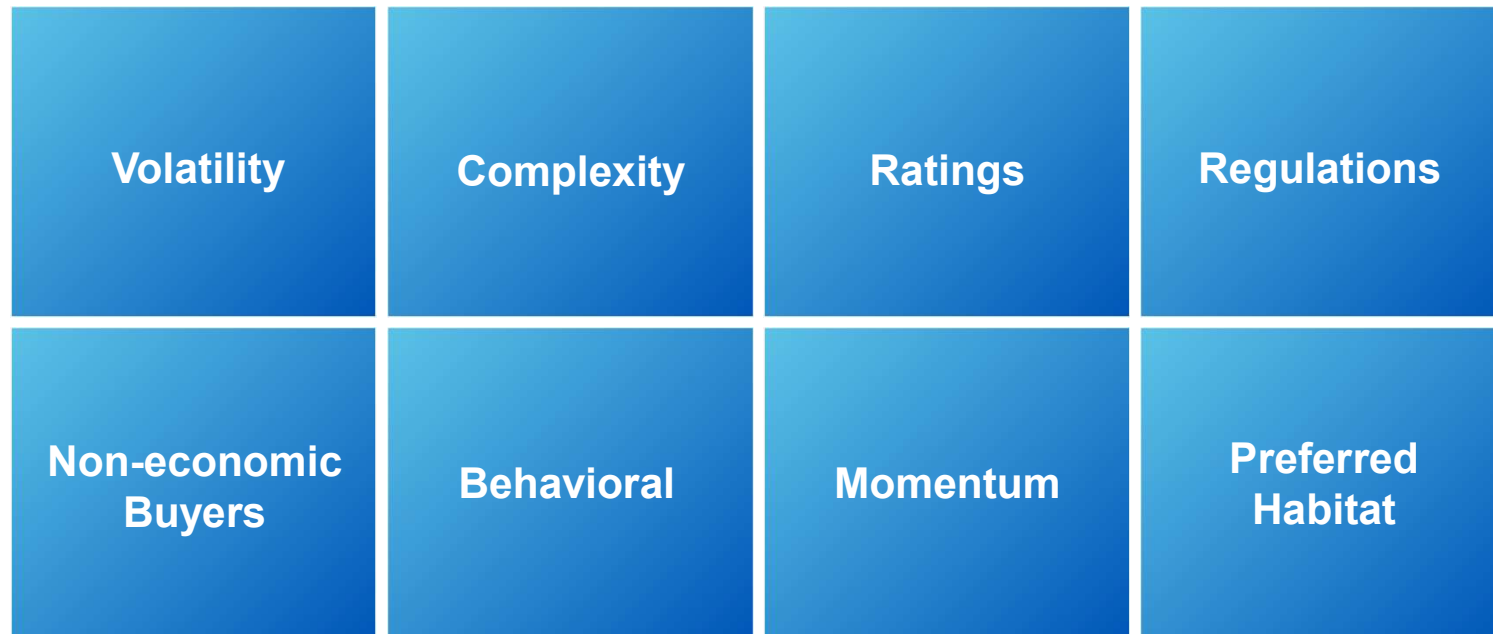 Volatility
Complexity
Ratings
Regulations
Non-economic
Buyers
Behavioral
Momentum
Preferred
Habitat